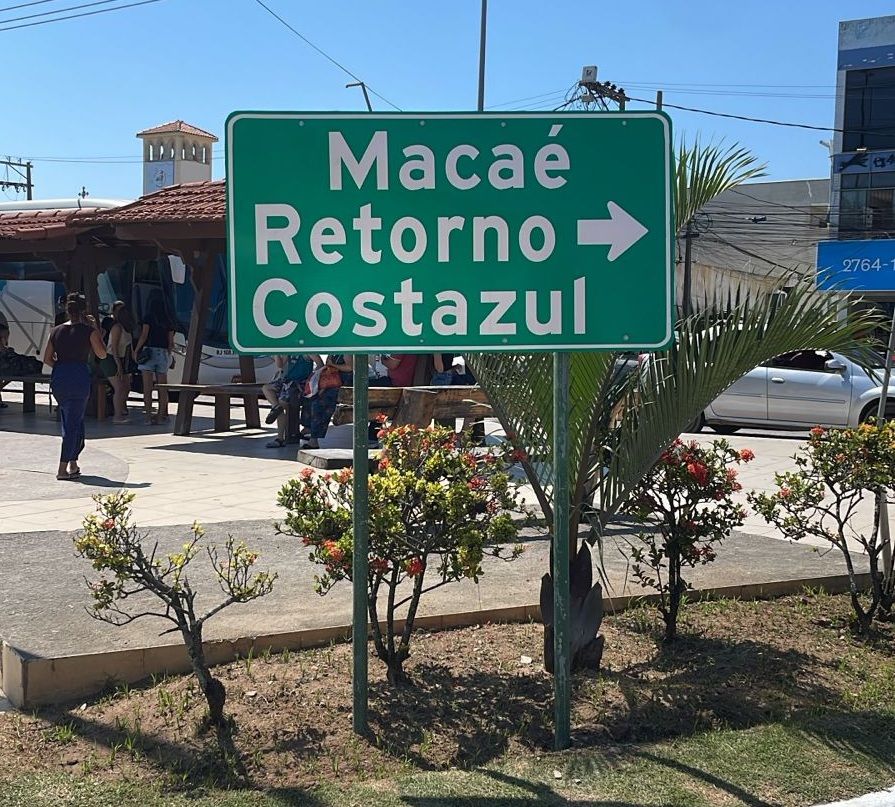 Macaé
Retorno
Costazul
2764-1